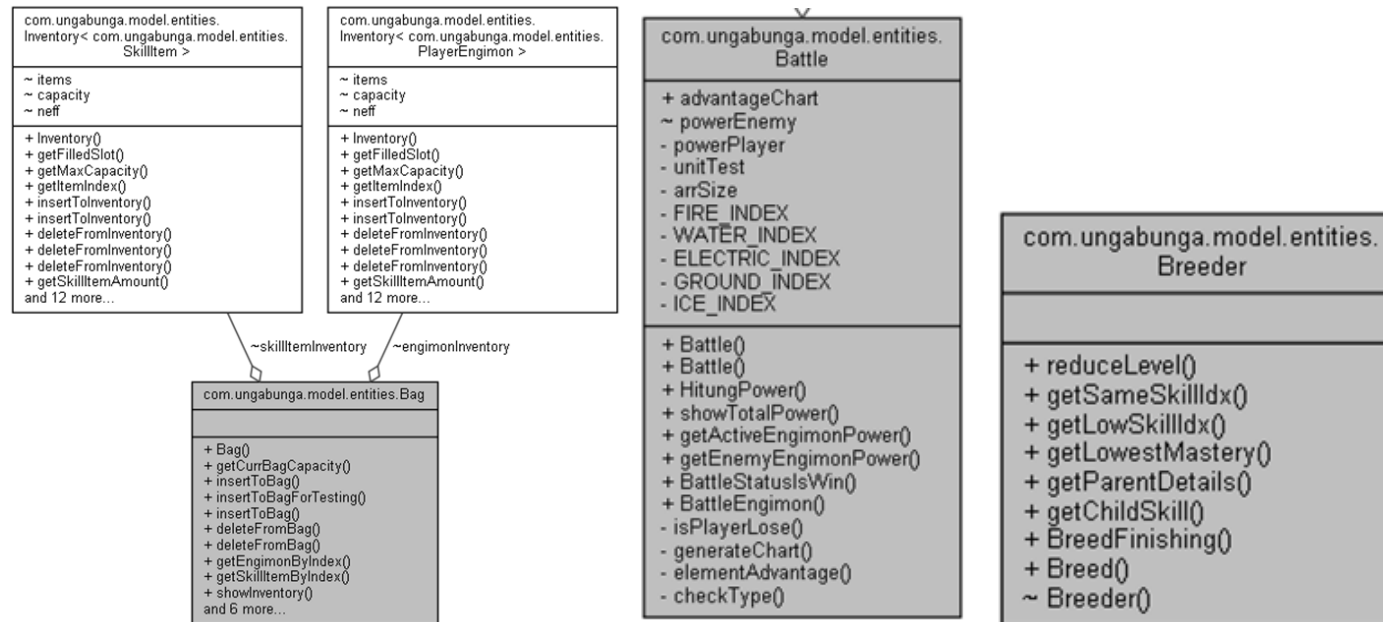 com.ungabunga.model.entities.
Inventory< com.ungabunga.model.entities.
SkillItem >
~ items
~ capacity
~ neff
+ Inventory()
+ getFilledSlot()
+ getMaxCapacity()
+ getItemIndex()
+ insertToInventory()
+ insertToInventory()
+ deleteFromInventory()
+ deleteFromInventory()
+ deleteFromInventory()
+ getSkillItemAmount()
and 12 more...
com.ungabunga.model.entities.
Inventory< com.ungabunga.model.entities.
PlayerEngimon >
~ items
~ capacity
~ neff
+ Inventory()
+ getFilledSlot()
+ getMaxCapacity()
+ getItemIndex()
+ insertToInventory()
+ insertToInventory()
+ deleteFromInventory()
+ deleteFromInventory()
+ deleteFromInventory()
+ getSkillItemAmount()
and 12 more...
~skillItemInventory
~engimonInventory
com.ungabunga.model.entities.Bag
+ Bag()
+ getCurrBagCapacity()
+ insertToBag()
+ insertToBagForTesting()
+ insertToBag()
+ deleteFromBag()
+ deleteFromBag()
+ getEngimonByIndex()
+ getSkillItemByIndex()
+ showInventory()
and 6 more...
com.ungabunga.model.entities.
Battle
+ advantageChart
~ powerEnemy
- powerPlayer
- unitTest
- arrSize
- FIRE_INDEX
- WATER_INDEX
- ELECTRIC_INDEX
- GROUND_INDEX
- ICE_INDEX
+ Battle()
+ Battle()
+ HitungPower()
+ showTotalPower()
+ getActiveEngimonPower()
+ getEnemyEngimonPower()
+ BattleStatusIsWin()
+ BattleEngimon()
- isPlayerLose()
- generateChart()
- elementAdvantage()
- checkType()
com.ungabunga.model.entities.
Breeder
+ reduceLevel()
+ getSameSkillIdx()
+ getLowSkillIdx()
+ getLowestMastery()
+ getParentDetails()
+ getChildSkill()
+ BreedFinishing()
+ Breed()
~ Breeder()